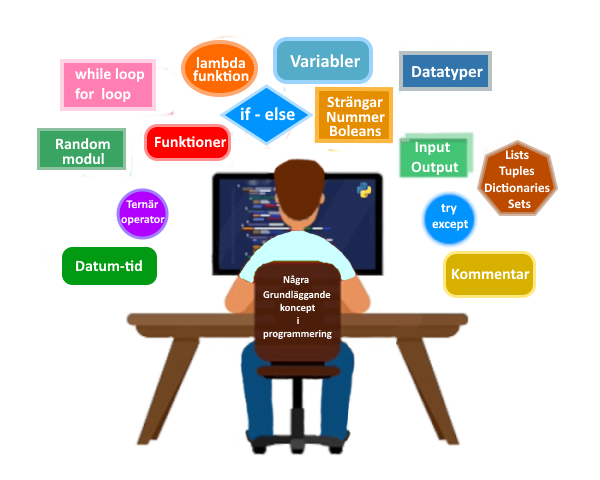 while loop
for loop
lambda
funktion
Variabler
Datatyper
if - else
Strängar
Nummer
Boleans
Random
modul
Funktioner
Input
Output
Lists
Tuples
Dictionaries
Sets
Ternär
operator
try
except
Datum-tid
Kommentar
Några
Grundläggande
koncept
i
programmering